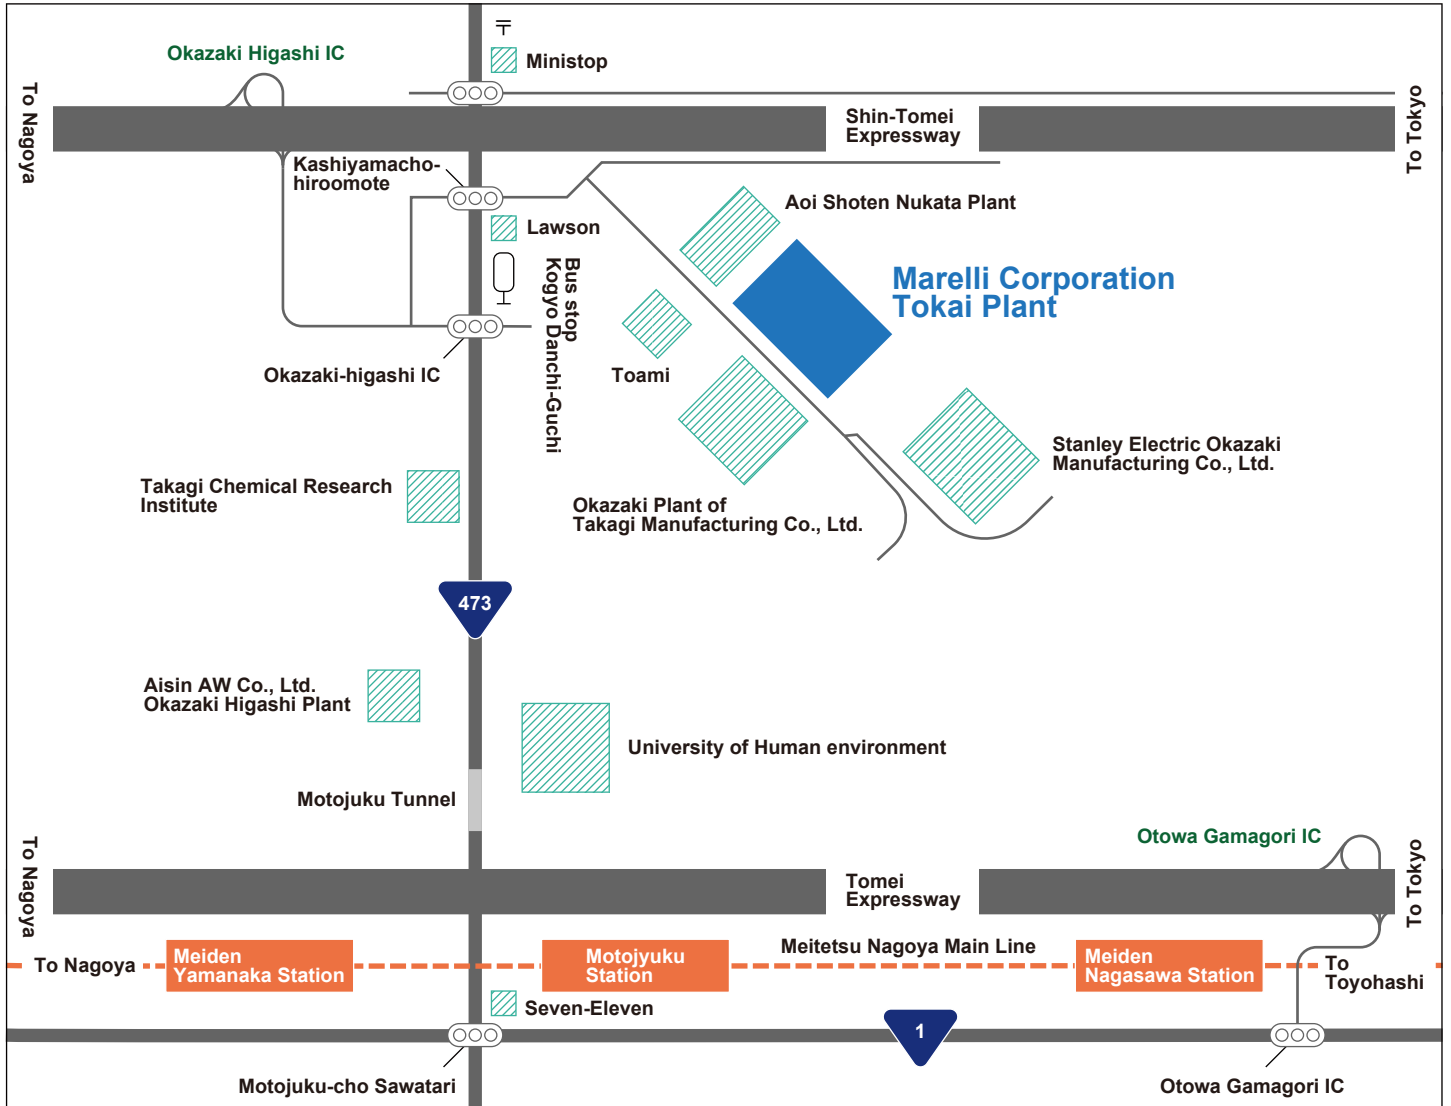 〒
Okazaki Higashi IC
Ministop
To Nagoya
Shin-Tomei
Expressway
To Tokyo
Kashiyamacho-
hiroomote
Aoi Shoten Nukata Plant
Lawson
Bus stop
Kogyo Danchi-Guchi
Marelli Corporation
Tokai Plant
Okazaki-higashi IC
Toami
Stanley Electric Okazaki
Manufacturing Co., Ltd.
Takagi Chemical Research
Institute
Okazaki Plant of
Takagi Manufacturing Co., Ltd.
473
Aisin AW Co., Ltd.
Okazaki Higashi Plant
University of Human environment
Motojuku Tunnel
Otowa Gamagori IC
To Nagoya
Tomei
Expressway
To Tokyo
To Nagoya
Meiden
Yamanaka Station
Motojyuku
Station
Meitetsu Nagoya Main Line
Meiden
Nagasawa Station
To
Toyohashi
Seven-Eleven
1
Motojuku-cho Sawatari
Otowa Gamagori IC